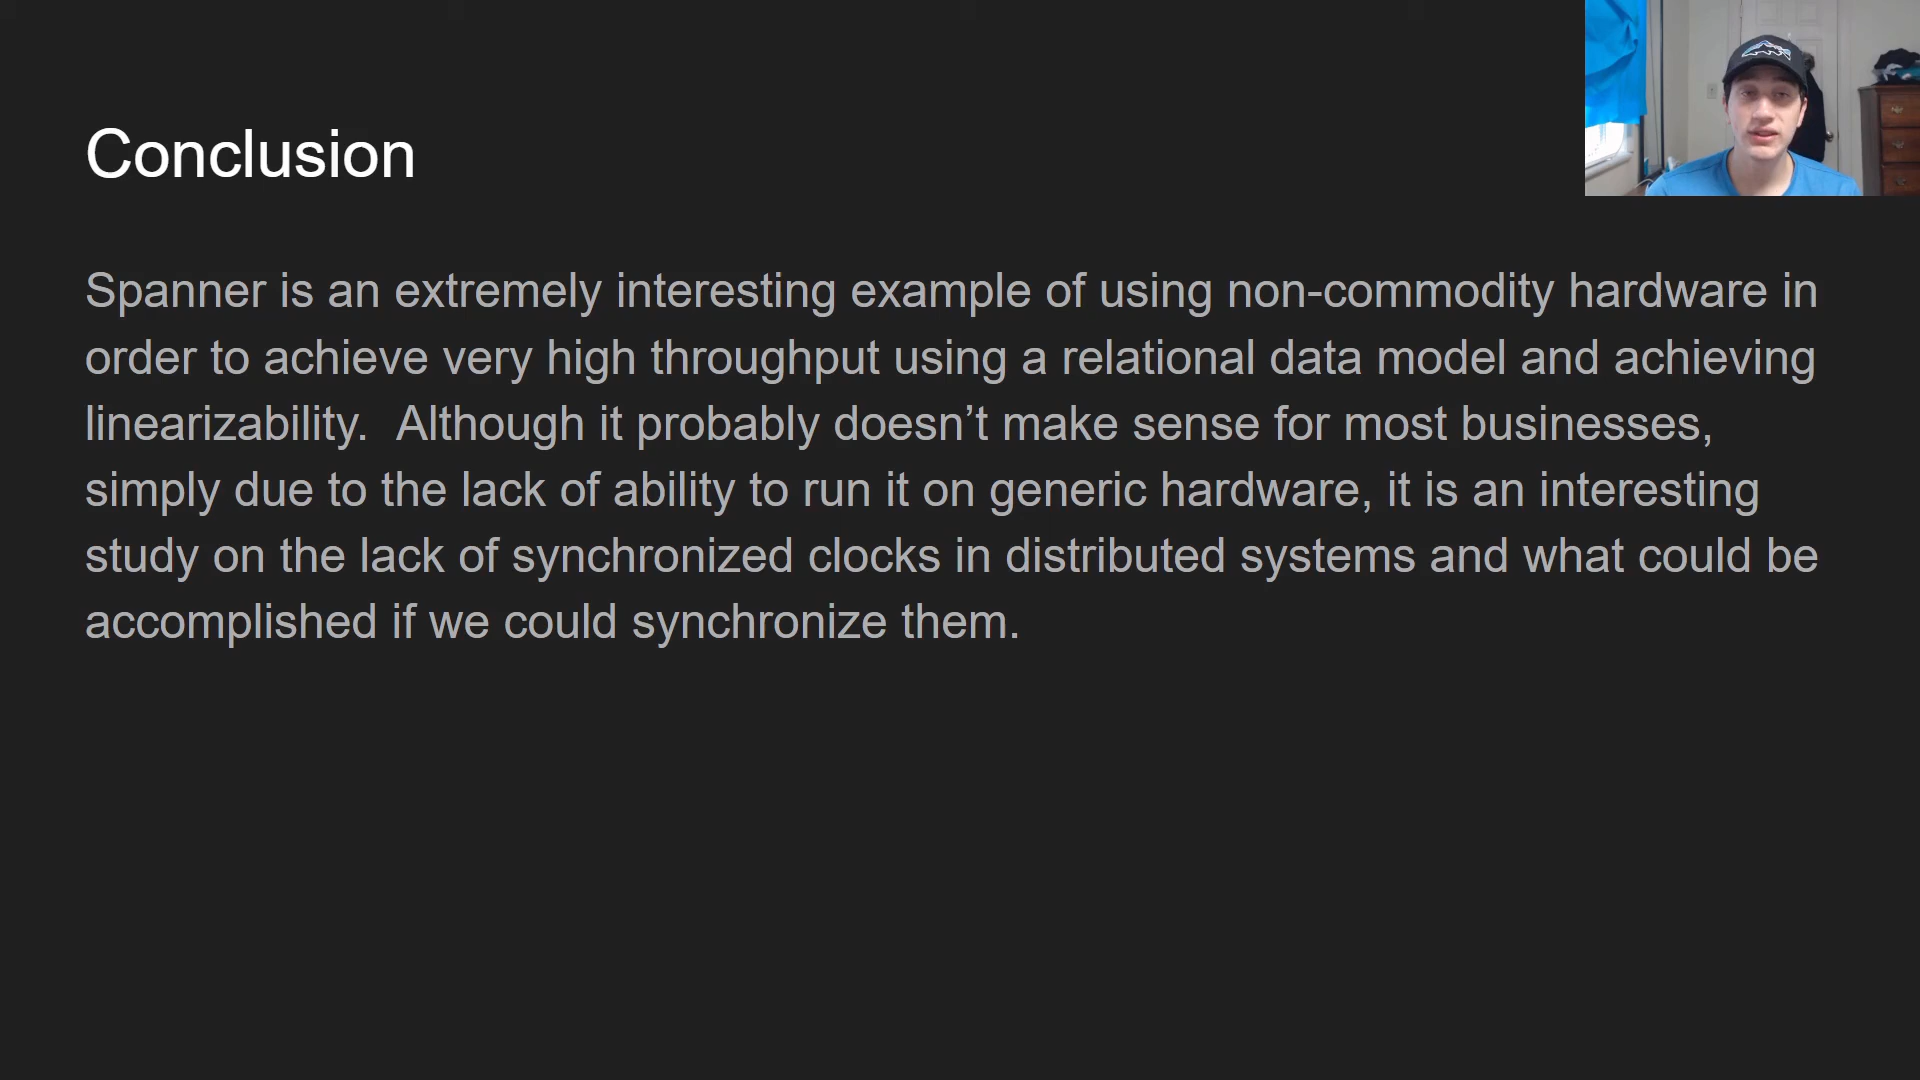 Conclusion
Spanner is an extremely interesting example of using non-commodity hardware in
order to achieve very high throughput using a relational data model and achieving
linearizability.  Although it probably doesn’t make sense for most businesses,
simply due to the lack of ability to run it on generic hardware, it is an interesting
study on the lack of synchronized clocks in distributed systems and what could be
accomplished if we could synchronize them.